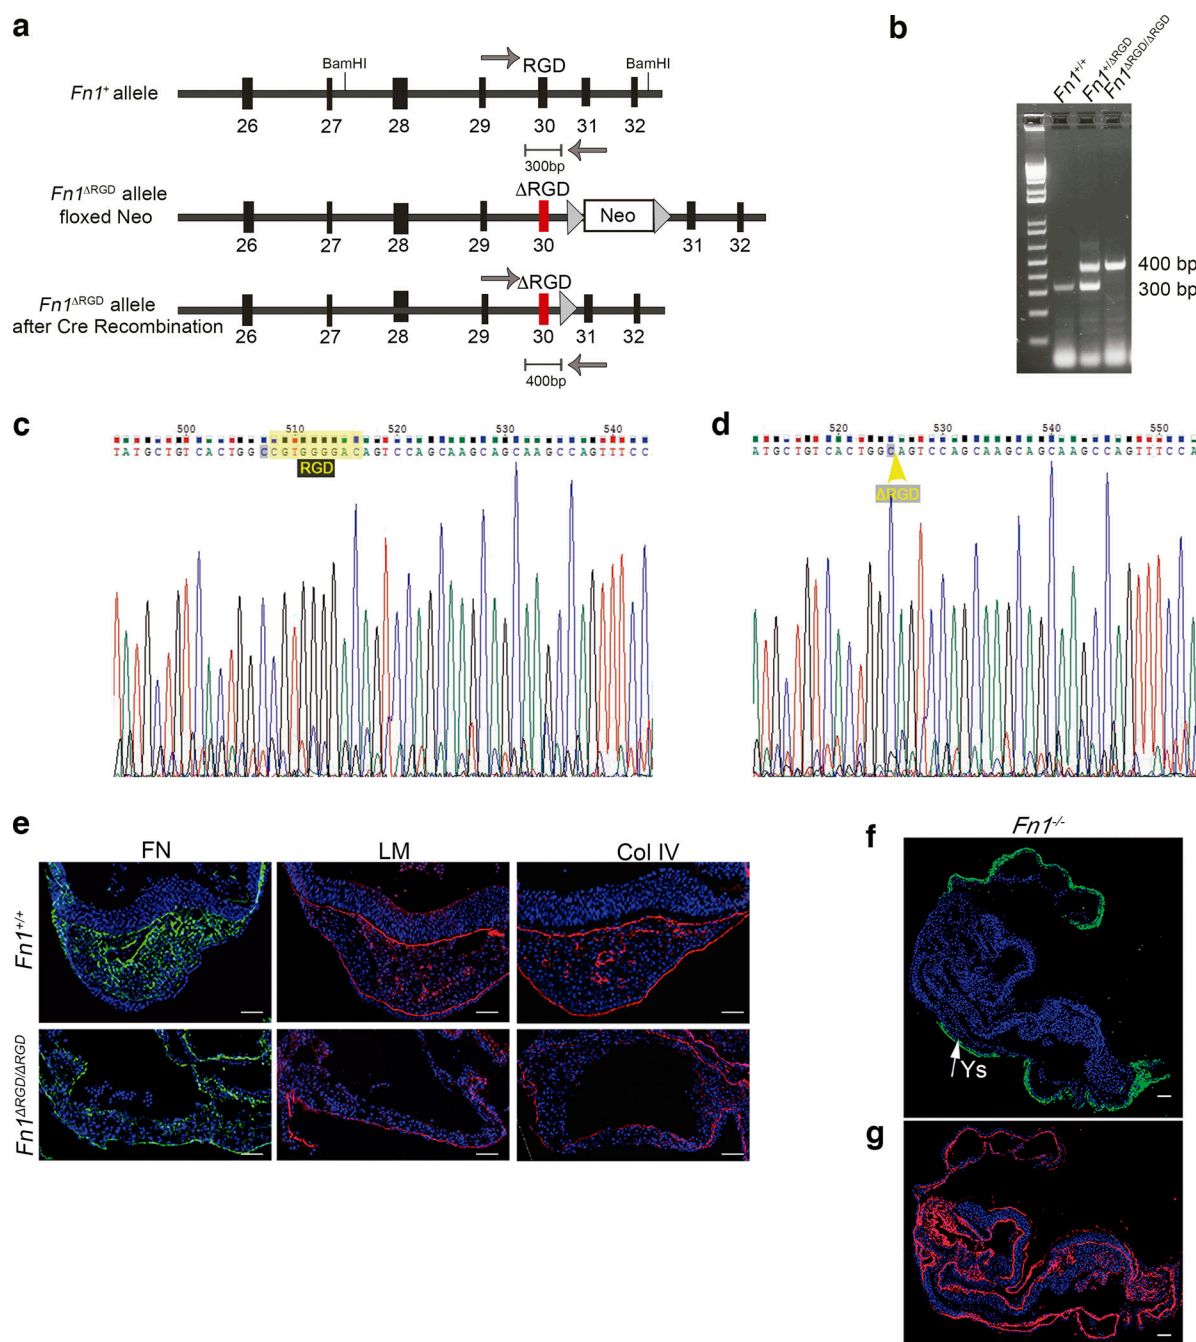 a
BamHI RGD BamHI
Fn1+ allele
26 27 28 29 30 31 32
300bp
Fn1ΔRGD allele
floxed Neo
ΔRGD
Neo
26 27 28 29 30 31 32
Fn1ΔRGD allele
after Cre Recombination
ΔRGD
26 27 28 29 30 31 32
400bp
b
Fn1+/+ Fn1+/ΔRGD Fn1ΔRGD/ΔRGD
400 bp
300 bp
c
500 510 520 530 540
TATGCTGTCACTGGCCGTGGGGACAGTCCAGCAAGCAGCAAGCCAGTTTCC
RGD
d
520 530 540 550
ATGCTGTCACTGGCAGTCCAGCAAGCAGCAAGCCAGTTTCCA
ΔRGD
e
FN LM Col IV
Fn1+/+
Fn1ΔRGD/ΔRGD
Fn1-/-
f
Ys
g